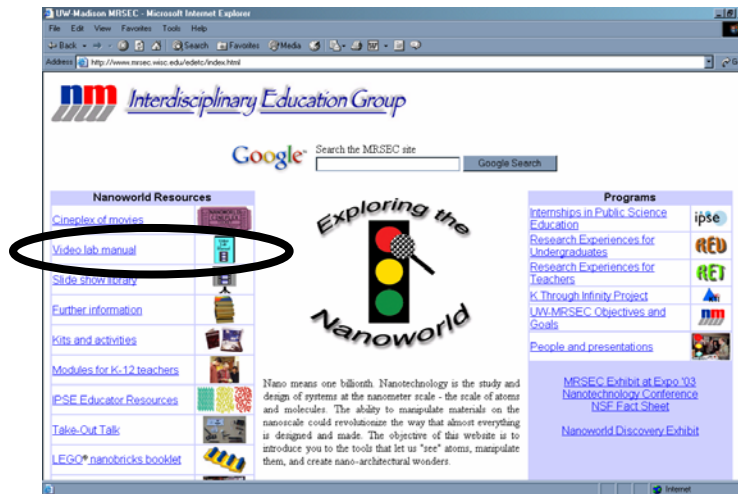 UW-Madison MRSEC - Microsoft Internet Explorer
File Edit View Favorites Tools Help
Back Search Favorites Media
Address http://www.mrsec.wisc.edu/edetc/index.html
nm Interdisciplinary Education Group
Google Search the MRSEC site
Google Search
Nanoworld Resources
Cineplex of movies
Video lab manual
Slide show library
Further information
Kits and activities
Modules for K-12 teachers
IPSE Educator Resources
Take-Out Talk
LEGO® nanobricks booklet
Exploring the
Nanoworld
Nano means one billionth. Nanotechnology is the study and
design of systems at the nanometer scale - the scale of atoms
and molecules. The ability to manipulate materials on the
nanoscale could revolutionize the way that almost everything
is designed and made. The objective of this website is to
introduce you to the tools that let us "see" atoms, manipulate
them, and create nano-architectural wonders.
Programs
Internships in Public Science
Education
ipse
Research Experiences for
Undergraduates
REU
Research Experiences for
Teachers
RET
K Through Infinity Project
UW-MRSEC Objectives and
Goals
nm
People and presentations
MRSEC Exhibit at Expo '03
Nanotechnology Conference
NSF Fact Sheet
Nanoworld Discovery Exhibit
Internet